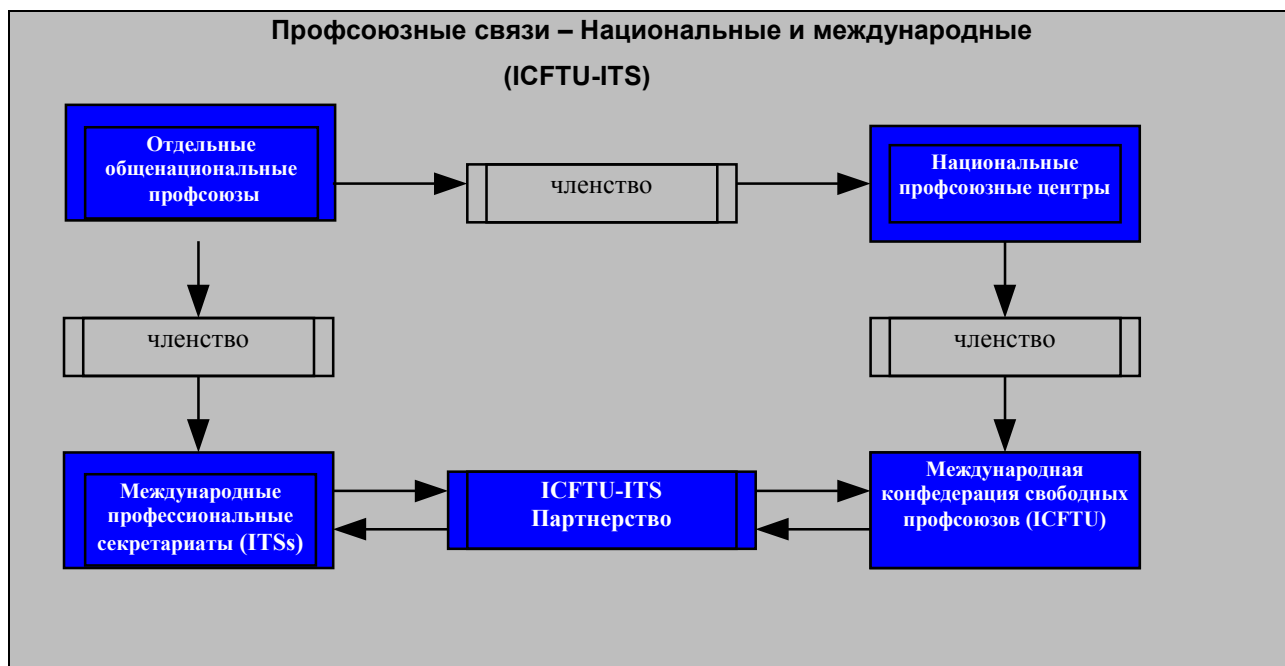 Профсоюзные связи – Национальные и международные
(ICFTU-ITS)
Отдельные
общенациональные
профсоюзы
членство
Национальные
профсоюзные центры
членство
членство
Международные
профессиональные
секретариаты (ITSs)
ICFTU-ITS
Партнерство
Международная
конфедерация свободных
профсоюзов (ICFTU)